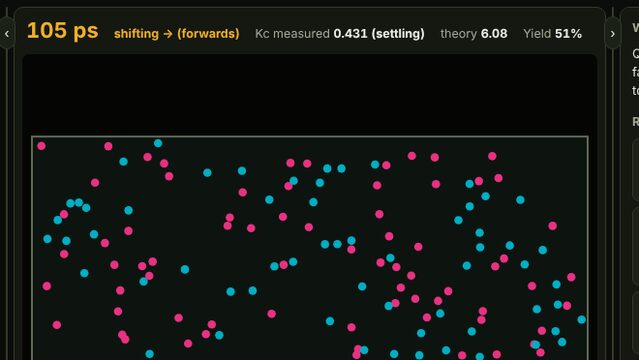 105 ps shifting → (forwards) Kc measured 0.431 (settling) theory 6.08 Yield 51%
‹
›